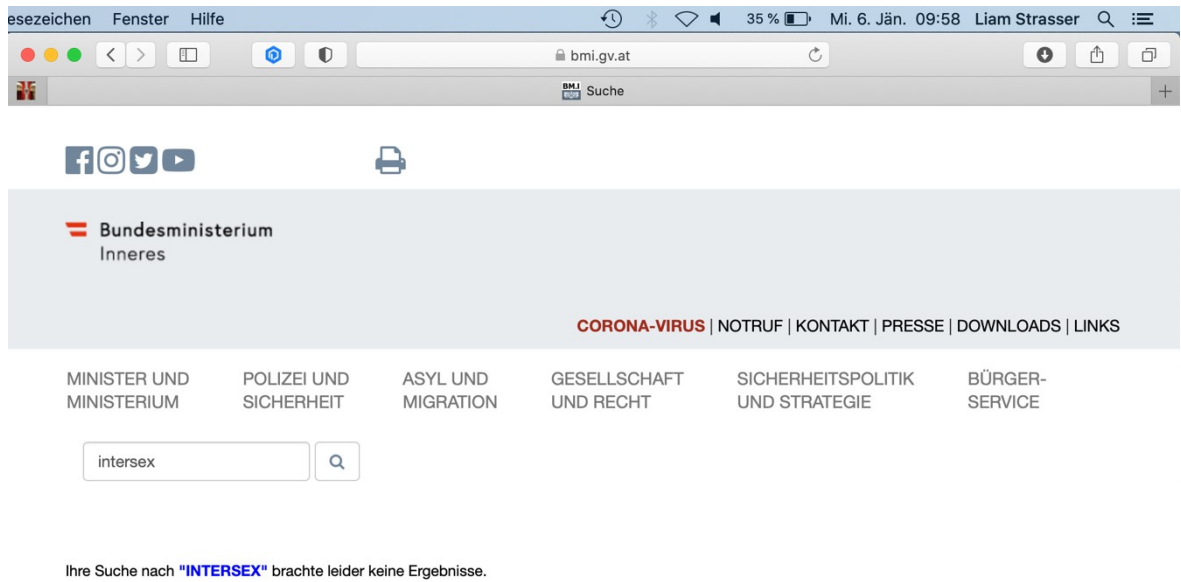 esezeichen Fenster Hilfe 35 % Mi. 6. Jän. 09:58 Liam Strasser
bmi.gv.at
BM.I Suche
Bundesministerium
Inneres
CORONA-VIRUS | NOTRUF | KONTAKT | PRESSE | DOWNLOADS | LINKS
MINISTER UND MINISTERIUM
POLIZEI UND SICHERHEIT
ASYL UND MIGRATION
GESELLSCHAFT UND RECHT
SICHERHEITSPOLITIK UND STRATEGIE
BÜRGER-
SERVICE
intersex
Ihre Suche nach "INTERSEX" brachte leider keine Ergebnisse.